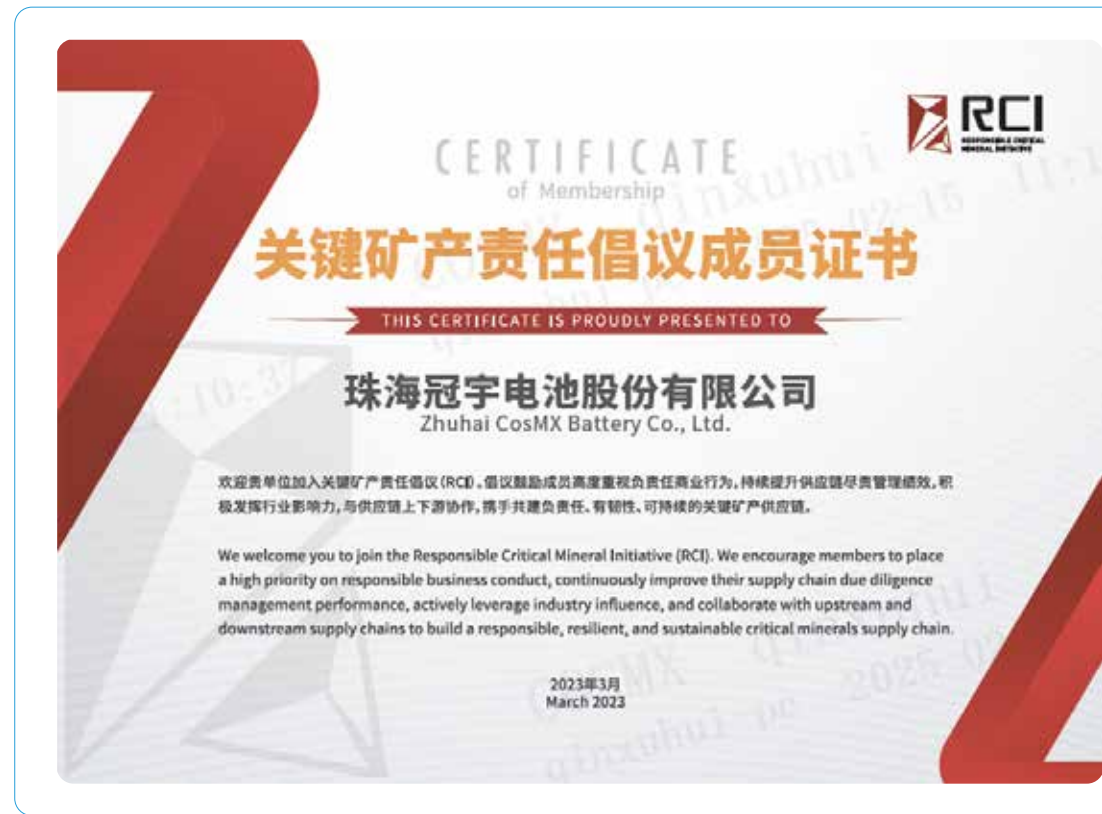 RCI
RESPONSIBLE CRITICAL
MINERAL INITIATIVE
CERTIFICATE
of Membership
关键矿产责任倡议成员证书
THIS CERTIFICATE IS PROUDLY PRESENTED TO
珠海冠宇电池股份有限公司
Zhuhai CosMX Battery Co., Ltd.
欢迎贵单位加入关键矿产责任倡议(RCI)。倡议鼓励成员高度重视负责任商业行为,持续提升供应链尽责管理绩效,积
极发挥行业影响力,与供应链上下游协作,携手共建负责任、有韧性、可持续的关键矿产供应链。
We welcome you to join the Responsible Critical Mineral Initiative (RCI). We encourage members to place
a high priority on responsible business conduct, continuously improve their supply chain due diligence
management performance, actively leverage industry influence, and collaborate with upstream and
downstream supply chains to build a responsible, resilient, and sustainable critical minerals supply chain.
2023年3月
March 2023